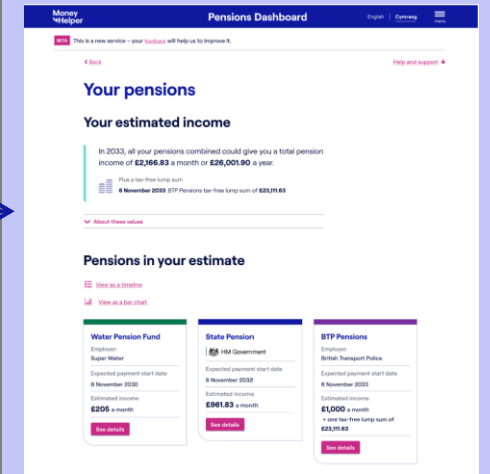 Money
Helper
Pensions Dashboard
English | Cymraeg
menu
BETA This is a new service – your feedback will help us to improve it.
Back
Help and support
Your pensions
Your estimated income
In 2033, all your pensions combined could give you a total pension
income of £2,166.83 a month or £26,001.90 a year.
Plus a tax-free lump sum
6 November 2033: BTP Pensions tax-free lump sum of £23,111.63
About these values
Pensions in your estimate
View as a timeline
View as a bar chart
Water Pension Fund
Employer:
Super Water
Expected payment start date
6 November 2030
Estimated income
£205 a month
See details
State Pension
HM Government
Expected payment start date
6 November 2032
Estimated income
£961.83 a month
See details
BTP Pensions
Employer:
British Transport Police
Expected payment start date
6 November 2033
Estimated income
£1,000 a month
+ one tax-free lump sum of
£23,111.63
See details